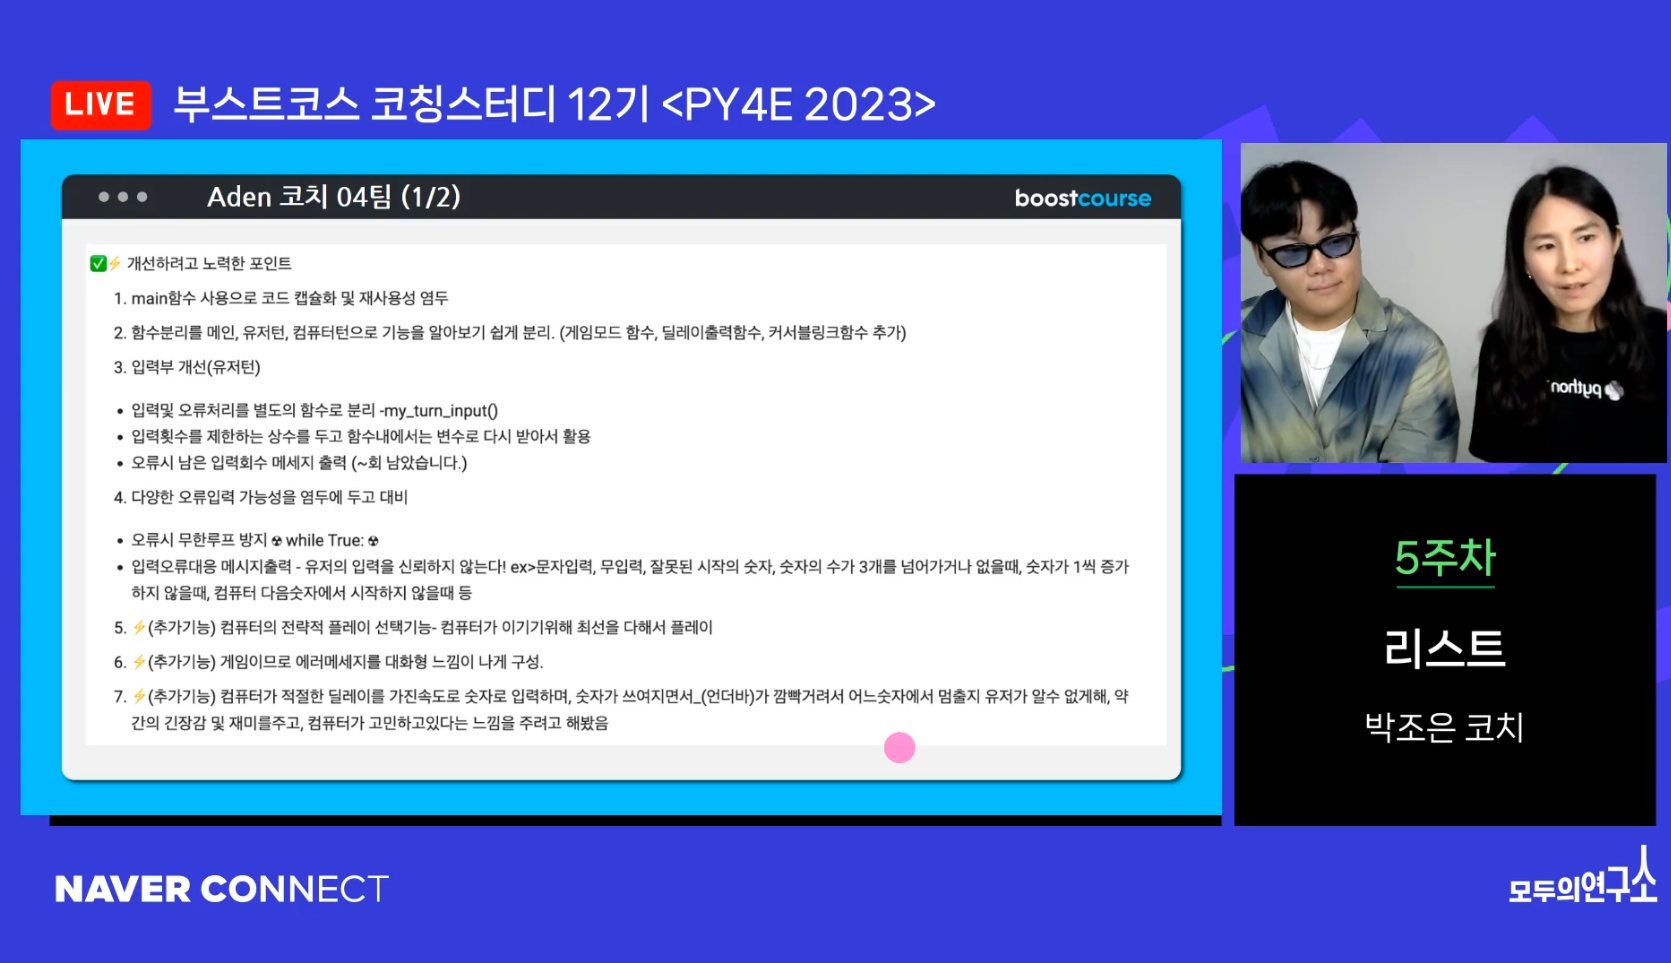 LIVE 부스트코스 코칭스터디 12기 <PY4E 2023>
Aden 코치 04팀 (1/2)
boostcourse
✅⚡ 개선하려고 노력한 포인트
1. main함수 사용으로 코드 캡슐화 및 재사용성 염두
2. 함수분리를 메인, 유저턴, 컴퓨터턴으로 기능을 알아보기 쉽게 분리. (게임모드 함수, 딜레이출력함수, 커서블링크함수 추가)
3. 입력부 개선(유저턴)
• 입력및 오류처리를 별도의 함수로 분리 -my_turn_input()
• 입력횟수를 제한하는 상수를 두고 함수내에서는 변수로 다시 받아서 활용
• 오류시 남은 입력회수 메세지 출력 (~회 남았습니다.)
4. 다양한 오류입력 가능성을 염두에 두고 대비
• 오류시 무한루프 방지 ☢ while True: ☢
• 입력오류대응 메시지출력 - 유저의 입력을 신뢰하지 않는다! ex>문자입력, 무입력, 잘못된 시작의 숫자, 숫자의 수가 3개를 넘어가거나 없을때, 숫자가 1씩 증가
하지 않을때, 컴퓨터 다음숫자에서 시작하지 않을때 등
5. ⚡(추가기능) 컴퓨터의 전략적 플레이 선택기능- 컴퓨터가 이기기위해 최선을 다해서 플레이
6. ⚡(추가기능) 게임이므로 에러메세지를 대화형 느낌이 나게 구성.
7. ⚡(추가기능) 컴퓨터가 적절한 딜레이를 가진속도로 숫자로 입력하며, 숫자가 쓰여지면서_(언더바)가 깜빡거려서 어느숫자에서 멈출지 유저가 알수 없게해, 약
간의 긴장감 및 재미를주고, 컴퓨터가 고민하고있다는 느낌을 주려고 해봤음
python
5주차
리스트
박조은 코치
NAVER CONNECT
모두의연구소